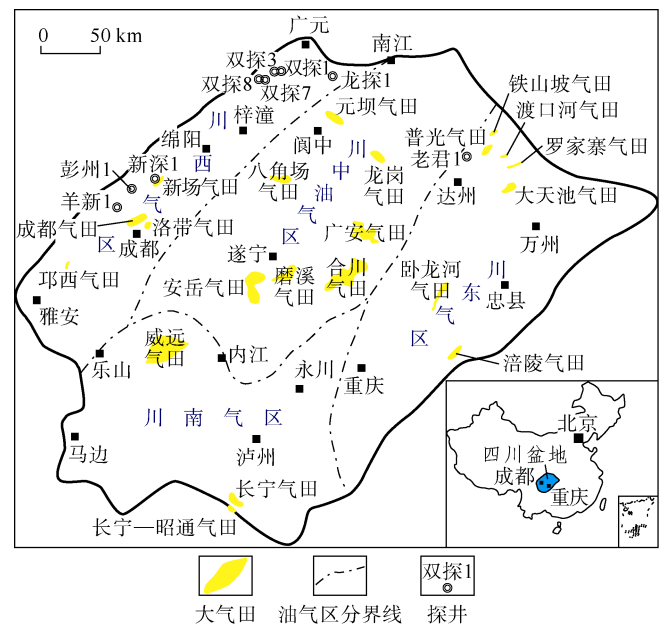 广元
0
50 km
南江
双探3
双探1
双探8
双探7
龙探1
铁山坡气田
渡口河气田
元坝气田
川
西
气
区
梓潼
绵阳
阆中
川
中
油
气
区
普光气田
老君1
罗家寨气田
彭州1
新深1
新场气田
八角场
气田
龙岗
气田
达州
大天池气田
羊新1
成都气田
洛带气田
成都
广安气田
万州
遂宁
邛西气田
安岳气田
磨溪
气田
合川
气田
卧龙河
气田
川
东
气
区
忠县
雅安
威远
气田
乐山
内江
永川
重庆
涪陵气田
川南气区
马边
泸州
长宁气田
长宁—昭通气田
北京
四川盆地
成都
重庆
双探1
大气田
油气区分界线
探井